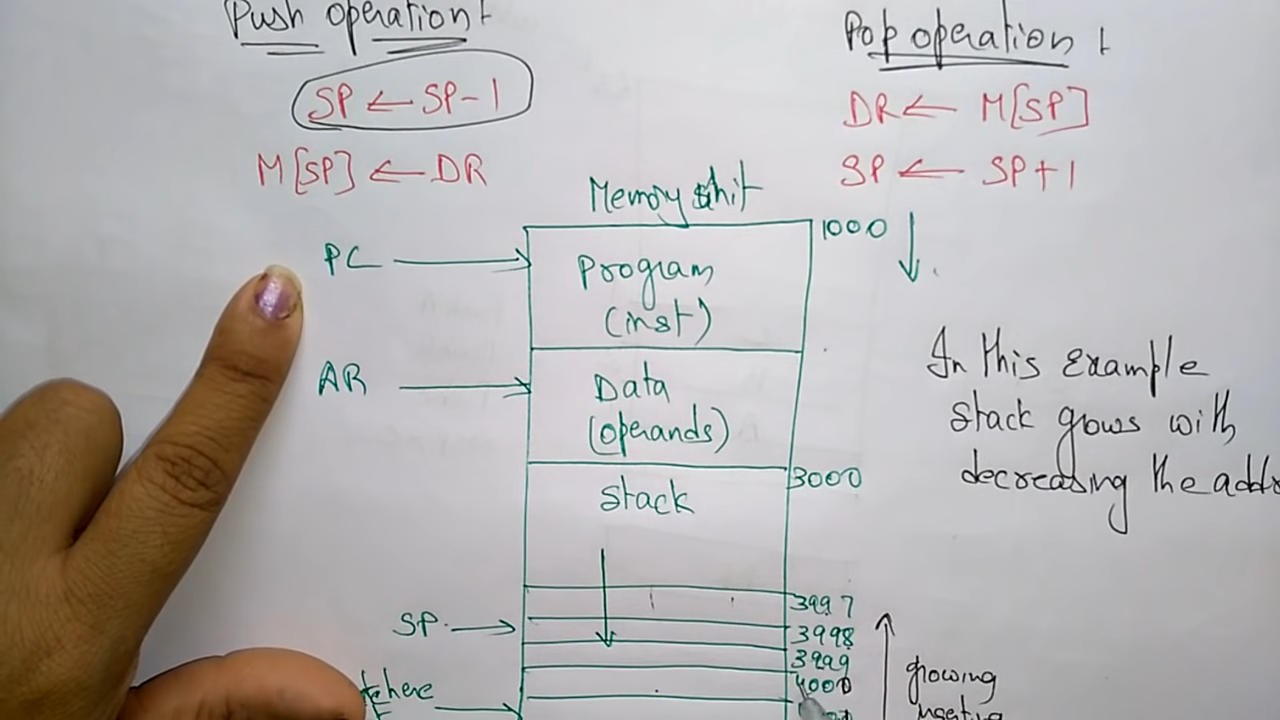 Push operation:
SP ← SP-1
M[SP] ← DR
Pop operation:
DR ← M[SP]
SP ← SP+1
Memory unit
1000
PC
Program
(inst)
AR
Data
(operands)
3000
Stack
In this Example
stack grows with
decreasing the addr
3997
SP
3998
3999
4000
growing
here